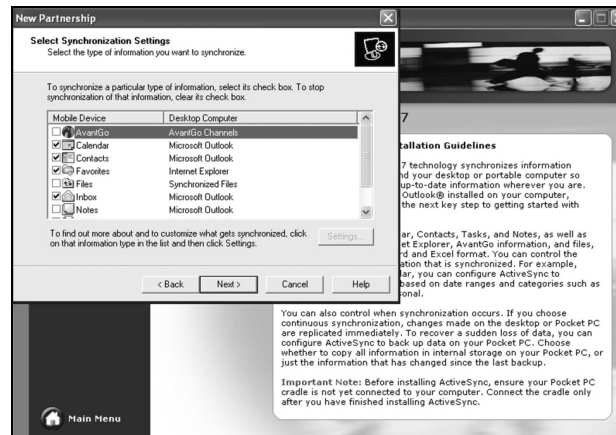 New Partnership
Select Synchronization Settings
Select the type of information you want to synchronize.
To synchronize a particular type of information, select its check box. To stop
synchronization of that information, clear its check box.
Mobile Device Desktop Computer
AvantGo AvantGo Channels
Calendar Microsoft Outlook
Contacts Microsoft Outlook
Favorites Internet Explorer
Files Synchronized Files
Inbox Microsoft Outlook
Notes Microsoft Outlook
To find out more about and to customize what gets synchronized, click
on that information type in the list and then click Settings.
Settings...
< Back Next > Cancel Help
7
tallation Guidelines
7 technology synchronizes information
nd your desktop or portable computer so
up-to-date information wherever you are.
Outlook® installed on your computer,
the next key step to getting started with
ar, Contacts, Tasks, and Notes, as well as
et Explorer, AvantGo information, and files,
rd and Excel format. You can control the
ation that is synchronized. For example,
lar, you can configure ActiveSync to
based on date ranges and categories such as
sonal.
You can also control when synchronization occurs. If you choose
continuous synchronization, changes made on the desktop or Pocket PC
are replicated immediately. To recover a sudden loss of data, you can
configure ActiveSync to back up data on your Pocket PC. Choose
whether to copy all information in internal storage on your Pocket PC, or
just the information that has changed since the last backup.
Important Note: Before installing ActiveSync, ensure your Pocket PC
cradle is not yet connected to your computer. Connect the cradle only
after you have finished installing ActiveSync.
Main Menu